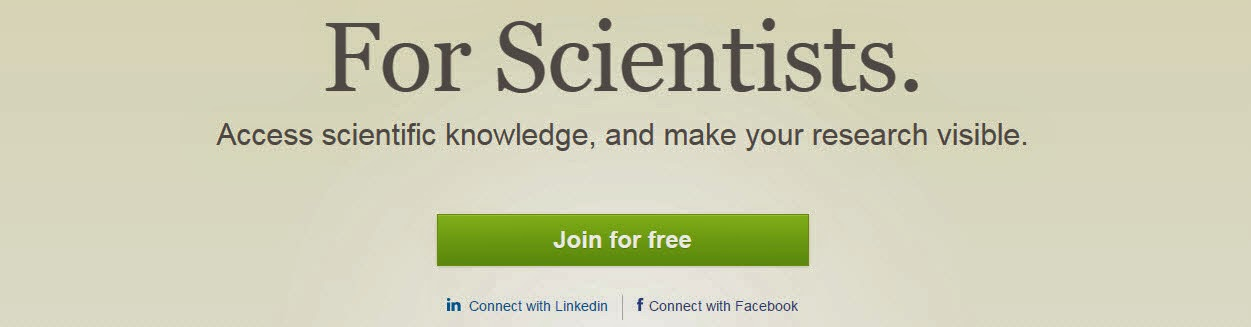 For Scientists.
Access scientific knowledge, and make your research visible.
Join for free
in Connect with Linkedin | f Connect with Facebook